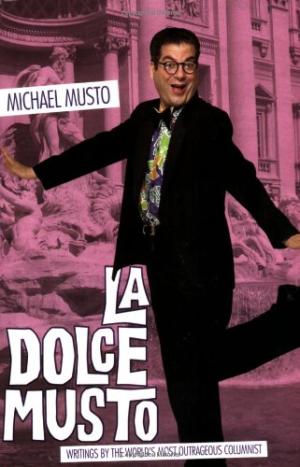 MICHAEL MUSTO
LA
DOLCE
MUSTO
WRITINGS BY THE WORLD'S MOST OUTRAGEOUS COLUMNIST